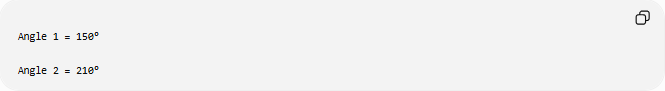 Angle 1 = 150°
Angle 2 = 210°